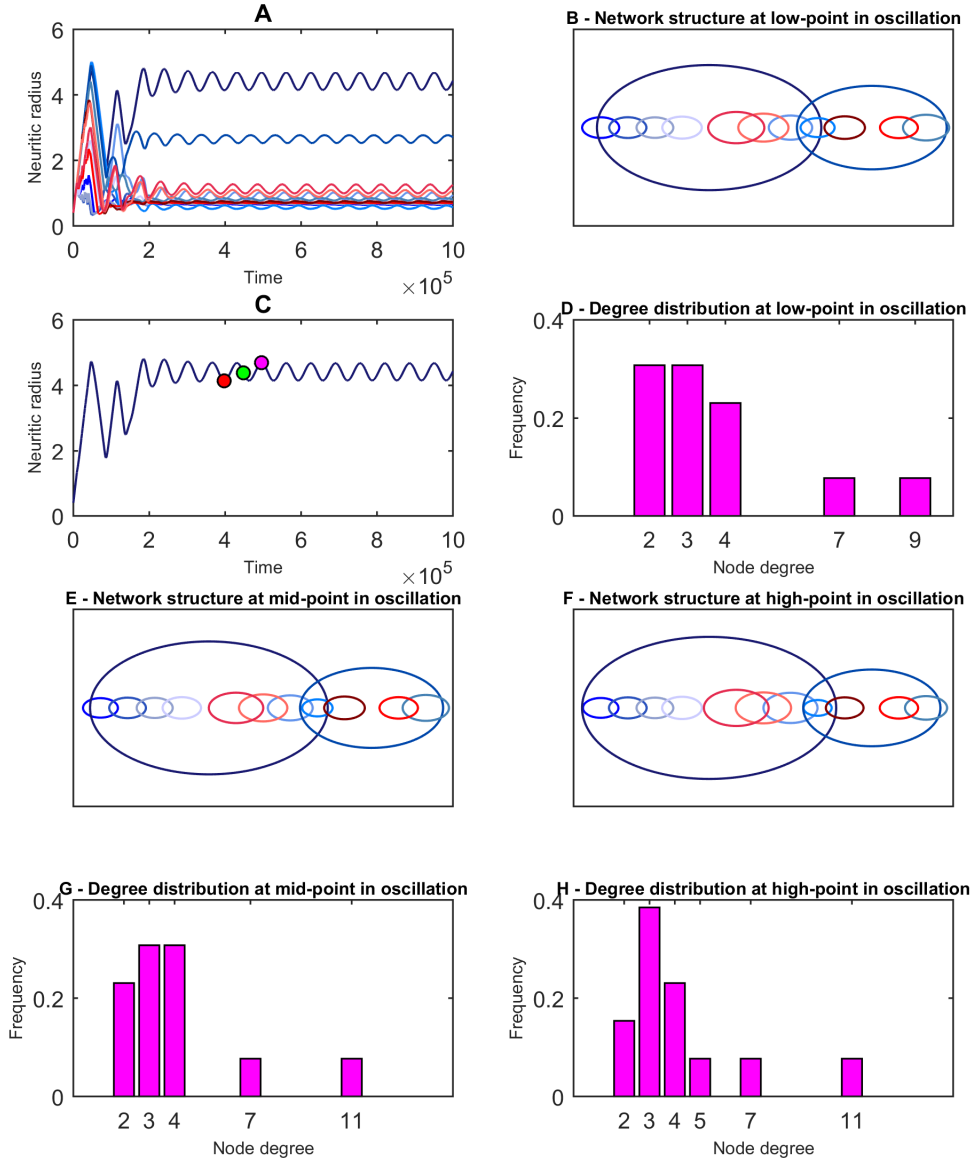 A
Neuritic radius
6
4
2
0
0 2 4 6 8 10
Time
×10^5
B - Network structure at low-point in oscillation
C
Neuritic radius
6
4
2
0
0 2 4 6 8 10
Time
×10^5
D - Degree distribution at low-point in oscillation
Frequency
0.4
0.2
0
2 3 4 7 9
Node degree
E - Network structure at mid-point in oscillation
F - Network structure at high-point in oscillation
G - Degree distribution at mid-point in oscillation
Frequency
0.4
0.2
0
2 3 4 7 11
Node degree
H - Degree distribution at high-point in oscillation
Frequency
0.4
0.2
0
2 3 4 5 7 11
Node degree